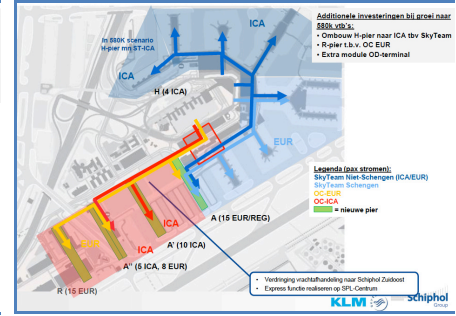 Additionele investeringen bij groei naar
580k vtb's:
• Ombouw H-pier naar ICA tbv SkyTeam
• R-pier t.b.v. OC EUR
• Extra module OD-terminal
In 580K scenario
H-pier mn ST-ICA
ICA
ICA
ICA
H (4 ICA)
EUR
Legenda (pax stromen):
SkyTeam Niet-Schengen (ICA/EUR)
SkyTeam Schengen
OC-EUR
OC-ICA
= nieuwe pier
A (15 EUR/REG)
ICA
A' (10 ICA)
EUR
ICA
A" (5 ICA, 8 EUR)
R (15 EUR)
• Verdringing vrachtafhandeling naar Schiphol Zuidoost
• Express functie realiseren op SPL-Centrum
KLM
Schiphol
Group